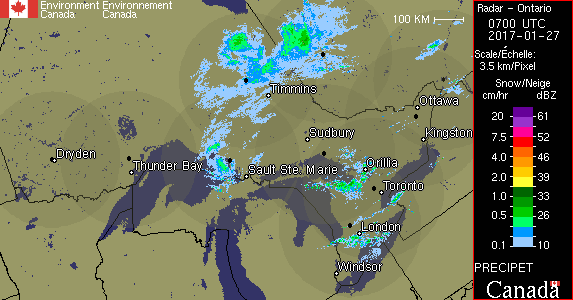 Environment Environnement
Canada Canada
100 KM
Timmins
Ottawa
Sudbury
Kingston
Dryden
Thunder Bay
Sault Ste. Marie
Orillia
Toronto
London
Windsor
Radar - Ontario
0700 UTC
2017-01-27
Scale/Échelle:
3.5 km/Pixel
Snow/Neige
cm/hr dBZ
20 61
7.5 52
4.0 46
2.0 39
1.0 33
0.5 26
0.1 10
PRECIPET
Canada